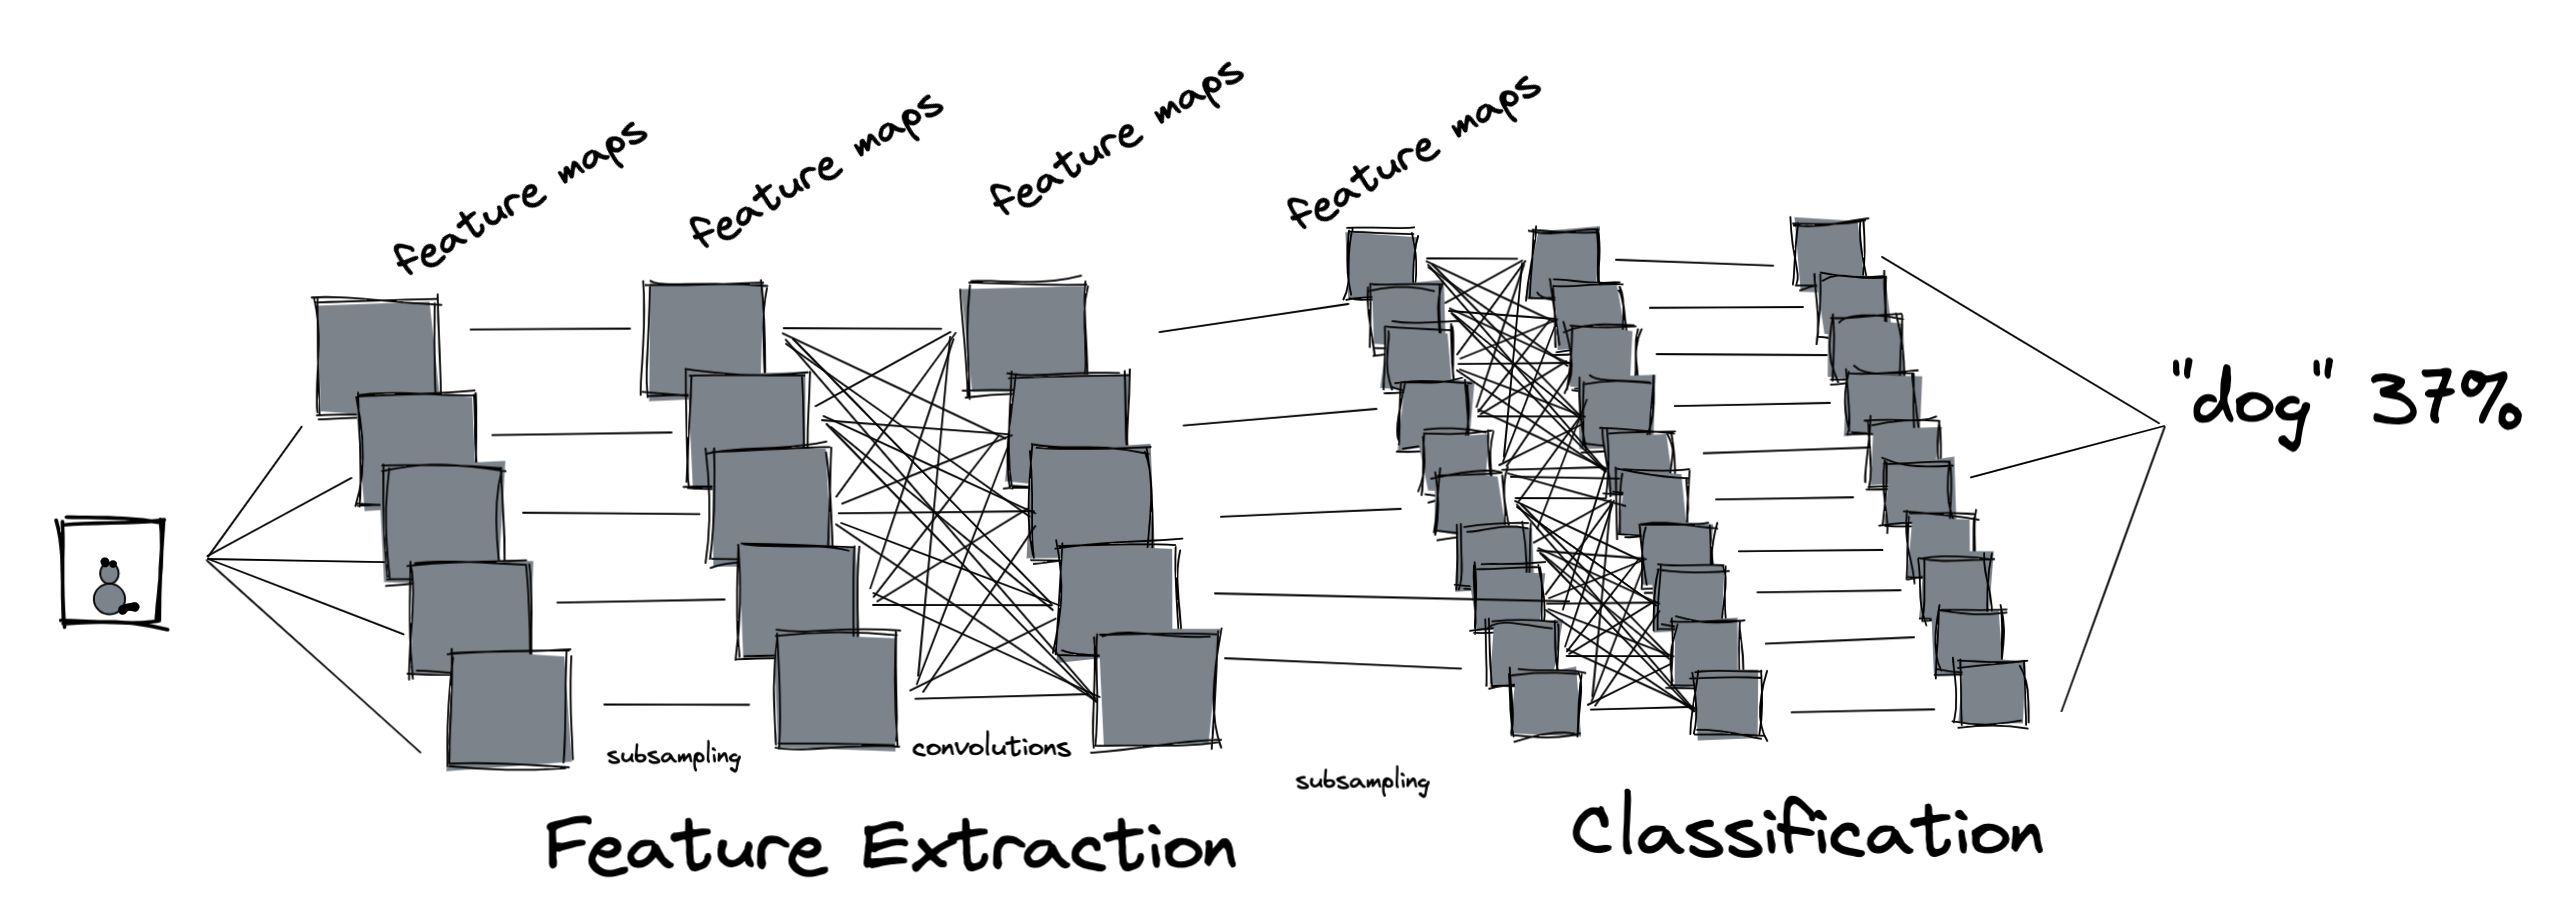 feature maps
feature maps
feature maps
feature maps
"dog" 37%
subsampling
convolutions
subsampling
Feature Extraction
Classification